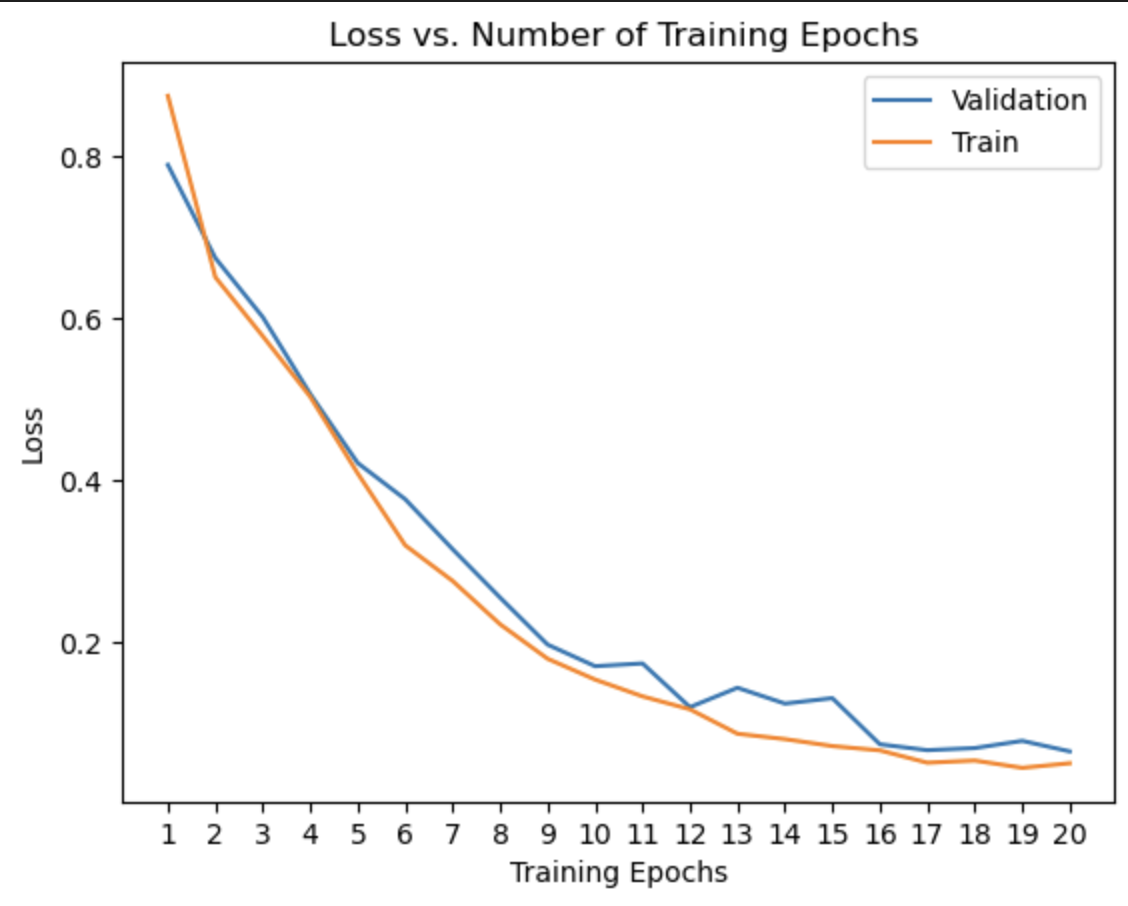 Loss vs. Number of Training Epochs
Validation
Train
0.8
0.6
0.4
0.2
Loss
1 2 3 4 5 6 7 8 9 10 11 12 13 14 15 16 17 18 19 20
Training Epochs